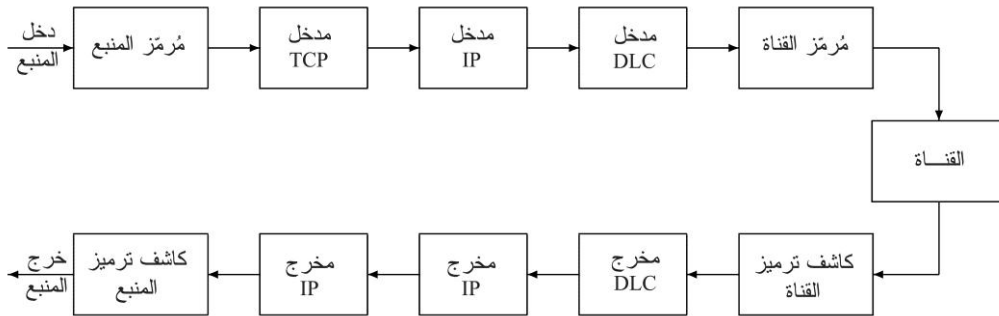 دخل
المنبع
مُرمّز المنبع
مدخل
TCP
مدخل
IP
مدخل
DLC
مُرمّز القناة
القنـــاة
كاشف ترميز
القناة
مخرج
DLC
مخرج
IP
مخرج
IP
كاشف ترميز
المنبع
خرج
المنبع